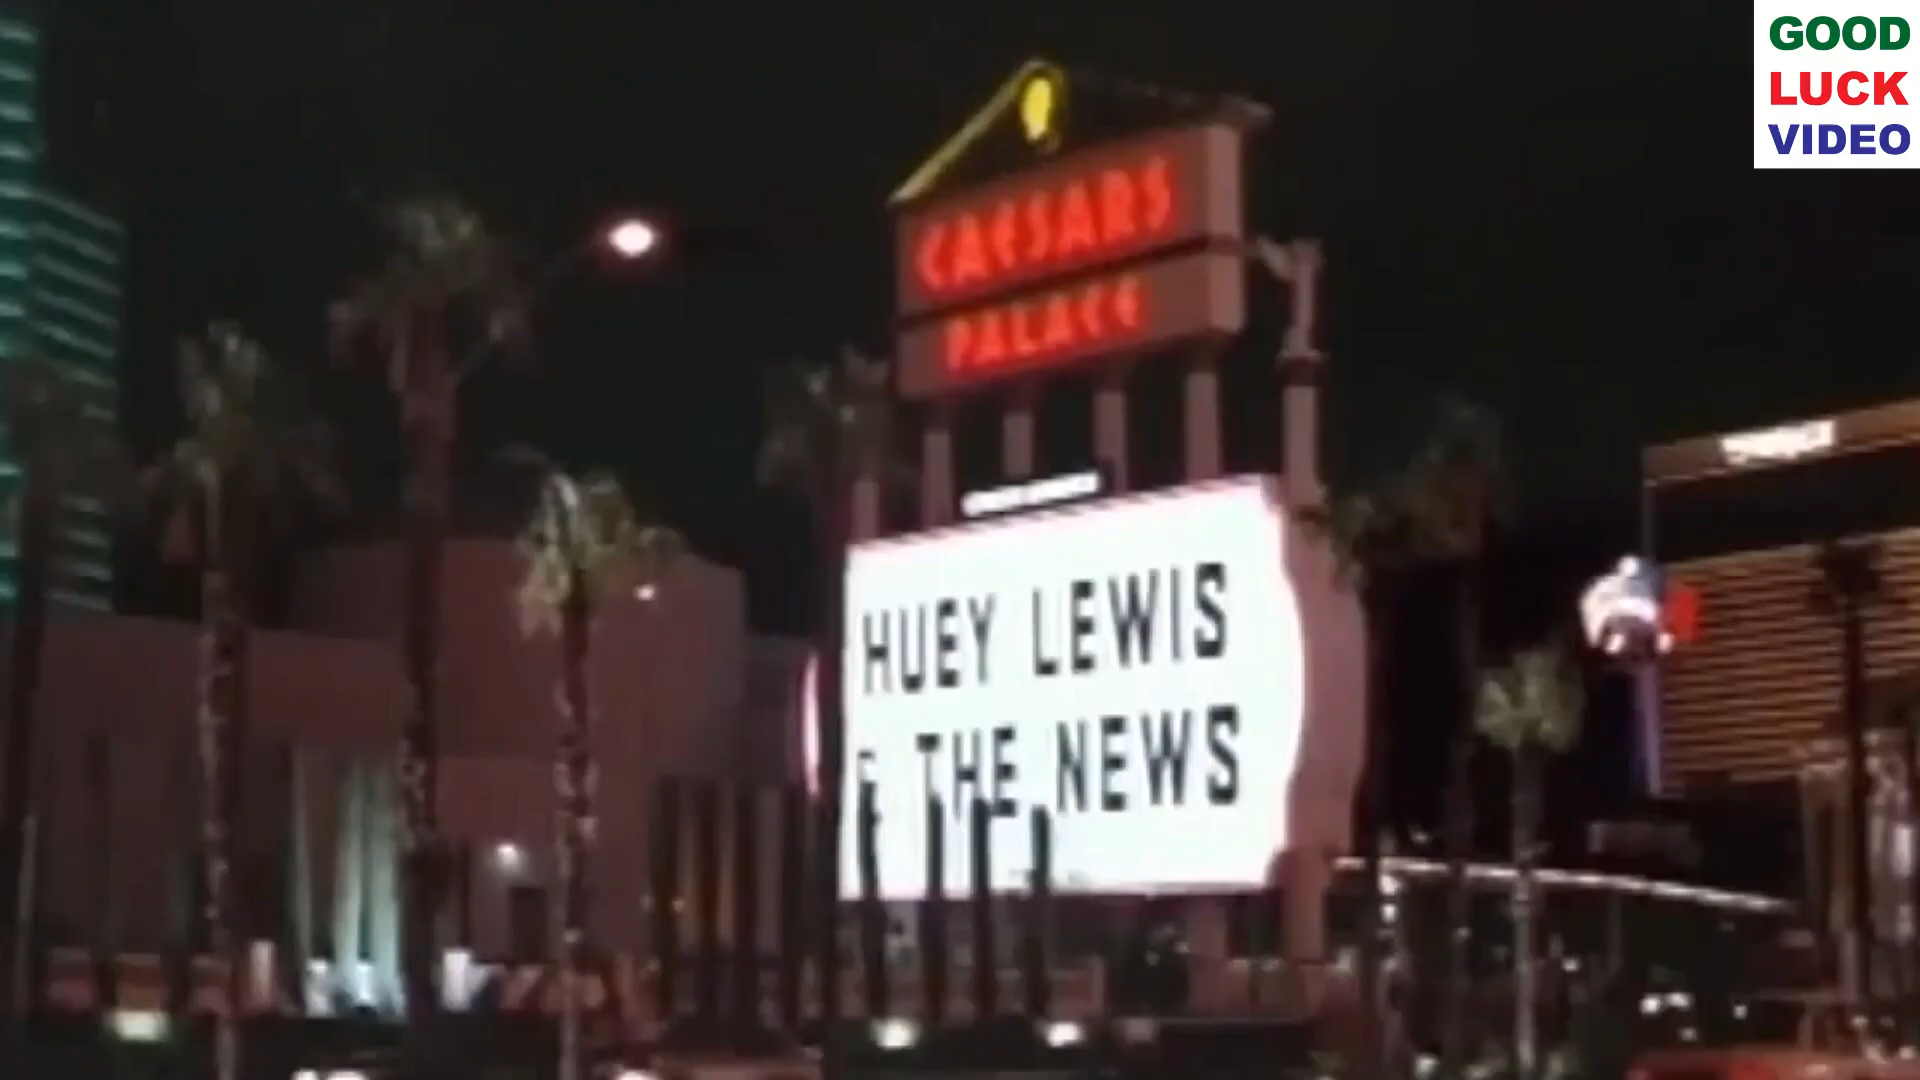 GOOD
LUCK
VIDEO
CAESARS
PALACE
HUEY LEWIS
& THE NEWS